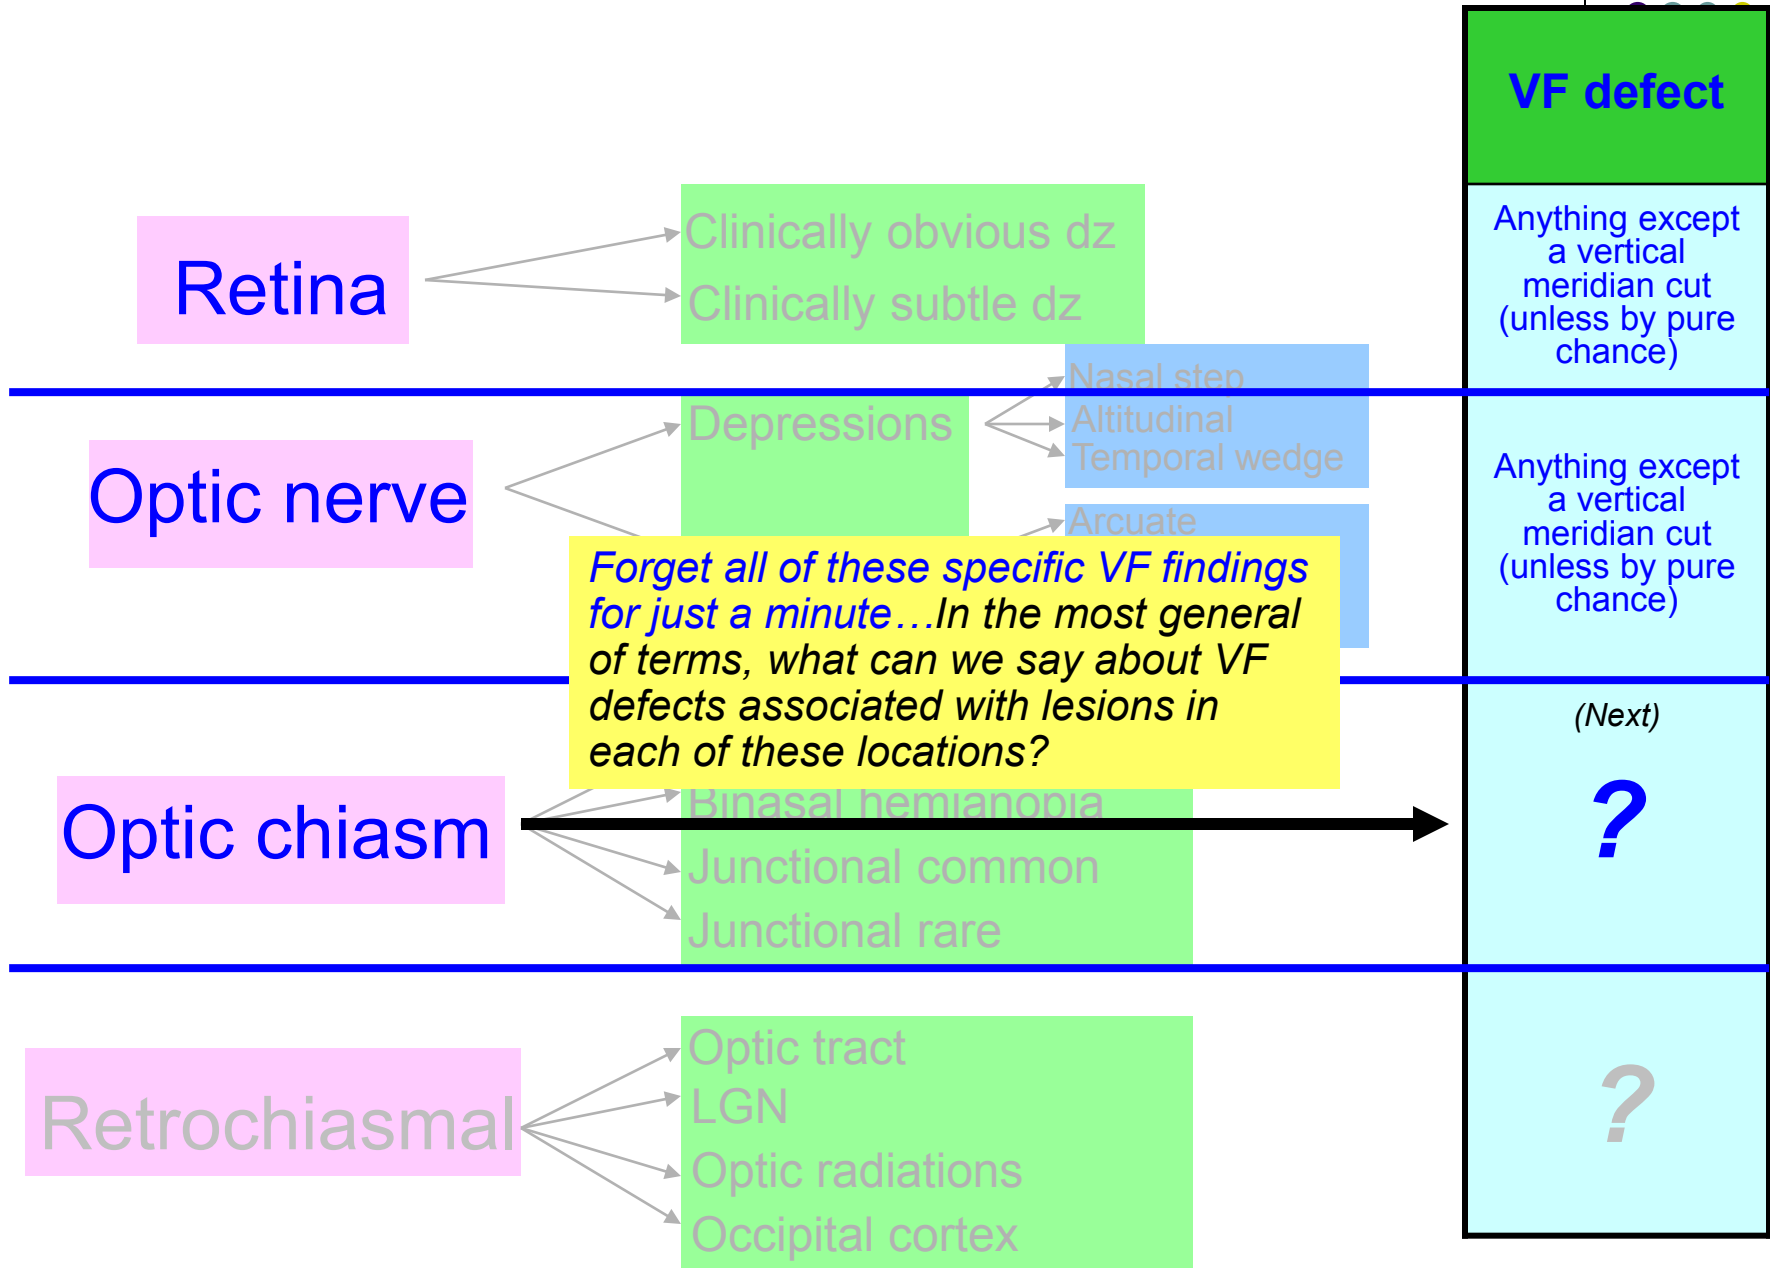 VF defect
Retina
Clinically obvious dz
Clinically subtle dz
Anything except
a vertical
meridian cut
(unless by pure
chance)
Optic nerve
Depressions
Nasal step
Altitudinal
Temporal wedge
Arcuate
Anything except
a vertical
meridian cut
(unless by pure
chance)
Forget all of these specific VF findings
for just a minute…In the most general
of terms, what can we say about VF
defects associated with lesions in
each of these locations?
Optic chiasm
Binasal hemianopia
Junctional common
Junctional rare
(Next)
?
Retrochiasmal
Optic tract
LGN
Optic radiations
Occipital cortex
?